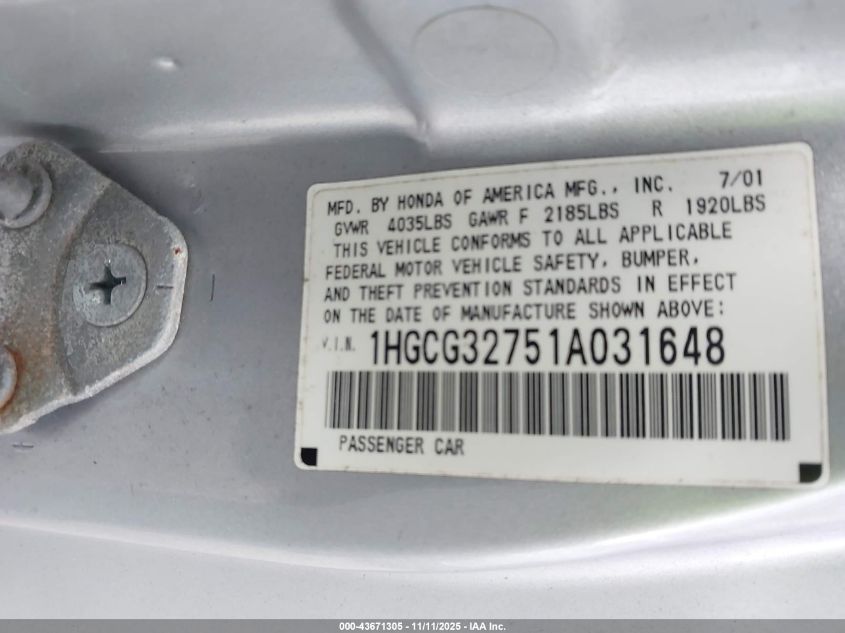 MFD. BY HONDA OF AMERICA MFG., INC. 7/01
GVWR 4035LBS GAWR F 2185LBS R 1920LBS
THIS VEHICLE CONFORMS TO ALL APPLICABLE
FEDERAL MOTOR VEHICLE SAFETY, BUMPER,
AND THEFT PREVENTION STANDARDS IN EFFECT
ON THE DATE OF MANUFACTURE SHOWN ABOVE:
V.I.N. 1HGCG32751A031648
PASSENGER CAR
000-43671305 - 11/11/2025 - IAA Inc.